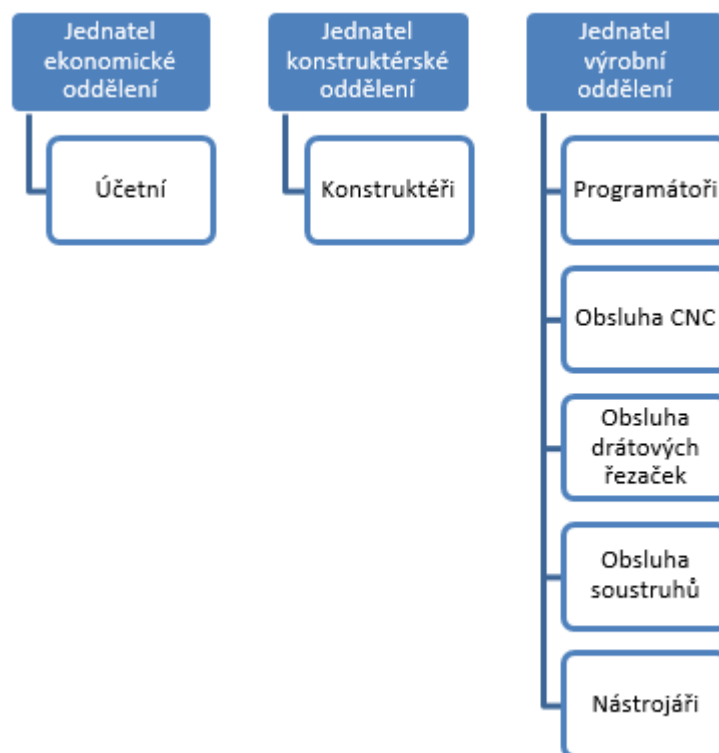 Jednatel
ekonomické
oddělení
Účetní
Jednatel
konstruktérské
oddělení
Konstruktéři
Jednatel
výrobní
oddělení
Programátoři
Obsluha CNC
Obsluha
drátových
řezaček
Obsluha
soustruhů
Nástrojáři